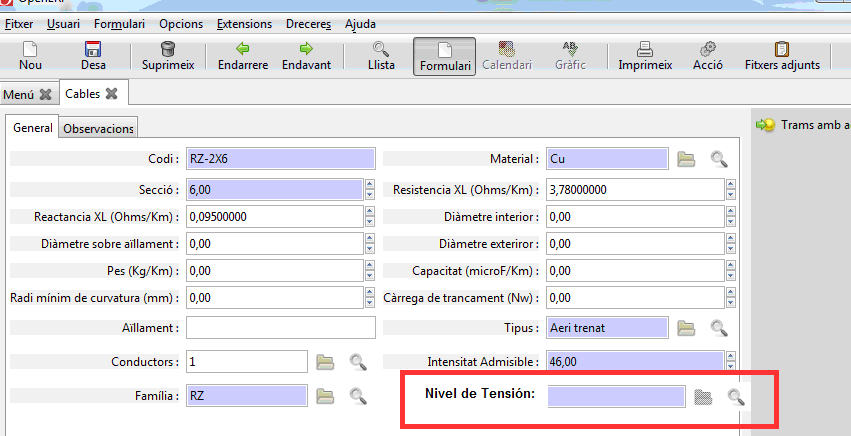 OpenERP
Fitxer Usuari Formulari Opcions Extensions Dreceres Ajuda
Nou Desa Suprimeix Endarrere Endavant Llista Formulari Calendari Gràfic Imprimeix Acció Fitxers adjunts
Menú Cables
General Observacions
Trams amb a
Codi : RZ-2X6 Material : Cu
Secció : 6,00 Resistencia XL (Ohms/Km) : 3,78000000
Reactancia XL (Ohms/Km) : 0,09500000 Diàmetre interior : 0,00
Diàmetre sobre aïllament : 0,00 Diàmetre exteriror : 0,00
Pes (Kg/Km) : 0,00 Capacitat (microF/Km) : 0,00
Radi mínim de curvatura (mm) : 0,00 Càrrega de trancament (Nw) : 0,00
Aïllament : Tipus : Aeri trenat
Conductors : 1 Intensitat Admisible : 46,00
Família : RZ Nivel de Tensión: